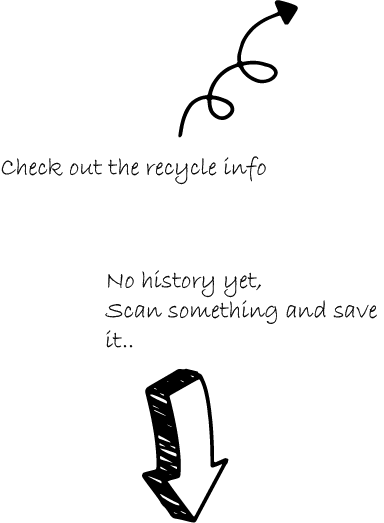 Check out the recycle info
No history yet,
Scan something and save
it..